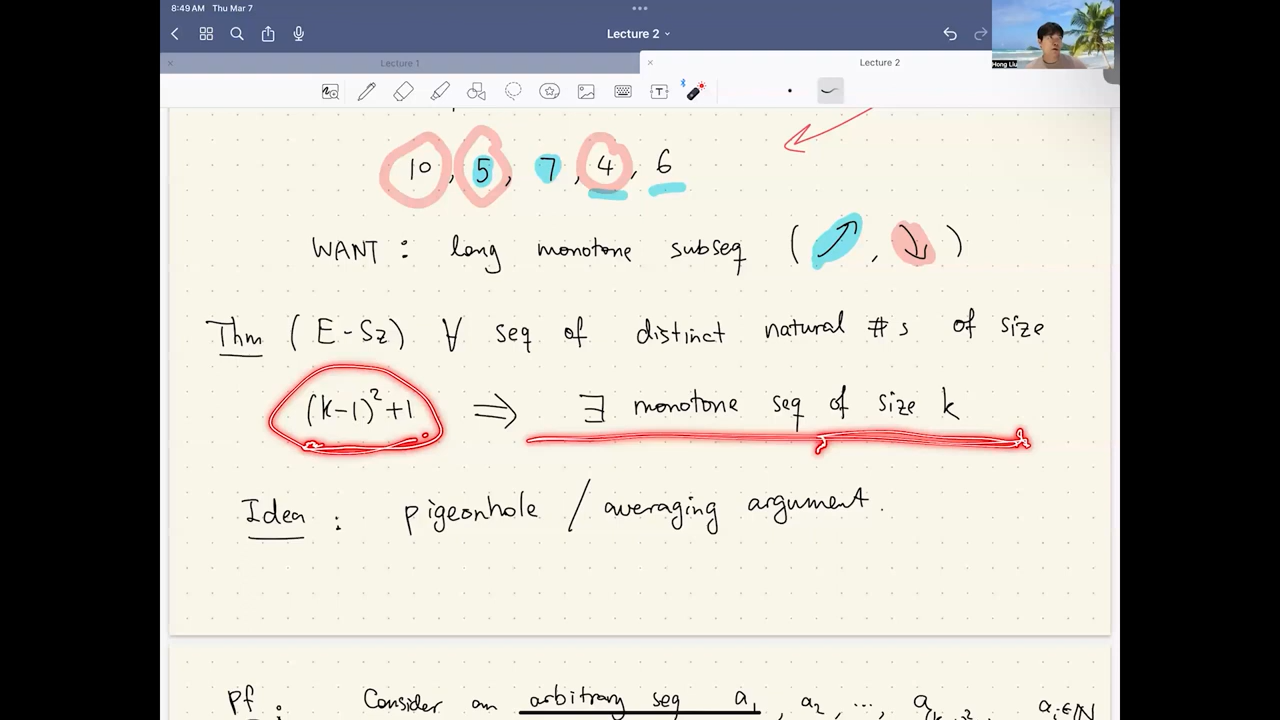 8:49 AM Thu Mar 7
Lecture 2
Hong Liu
Lecture 1
Lecture 2
10, 5, 7, 4, 6
WANT : long monotone subseq ( ↗ , ↘ )
Thm (E-Sz) ∀ seq of distinct natural #s of size
(k-1)²+1 ⇒ ∃ monotone seq of size k
Idea : pigeonhole / averaging argument.
Pf : Consider an arbitrary seq a₁, a₂, ..., aᵢ∈ℕ